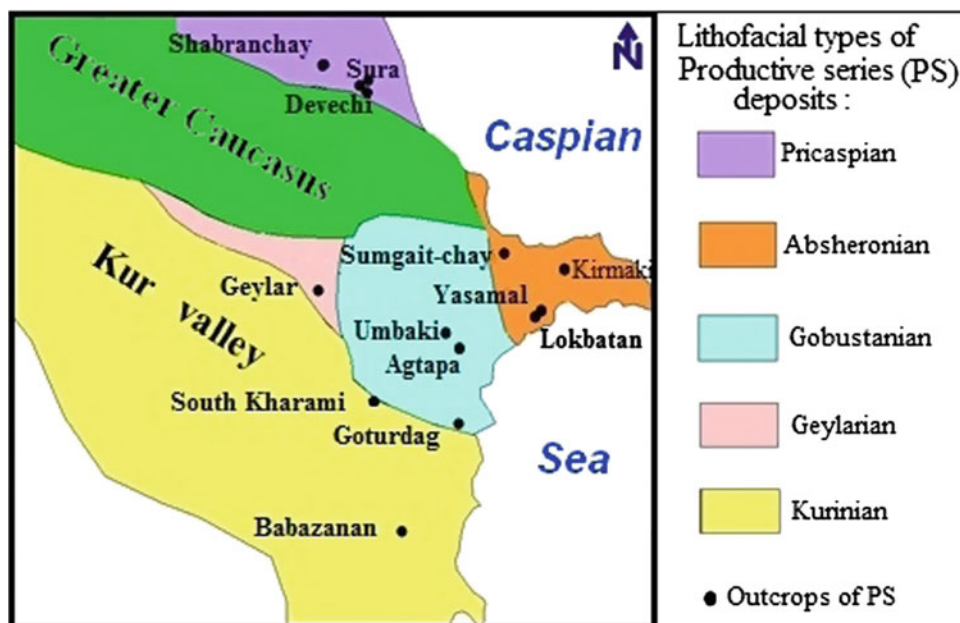 Shabranchay
Sura
Devechi
N
Greater Caucasus
Caspian
Sumgait-chay
Kirmaki
Geylar
Yasamal
Kur valley
Umbaki
Lokbatan
Agtapa
South Kharami
Goturdag
Sea
Babazanan
Lithofacial types of
Productive series (PS)
deposits :
Pricaspian
Absheronian
Gobustanian
Geylarian
Kurinian
Outcrops of PS